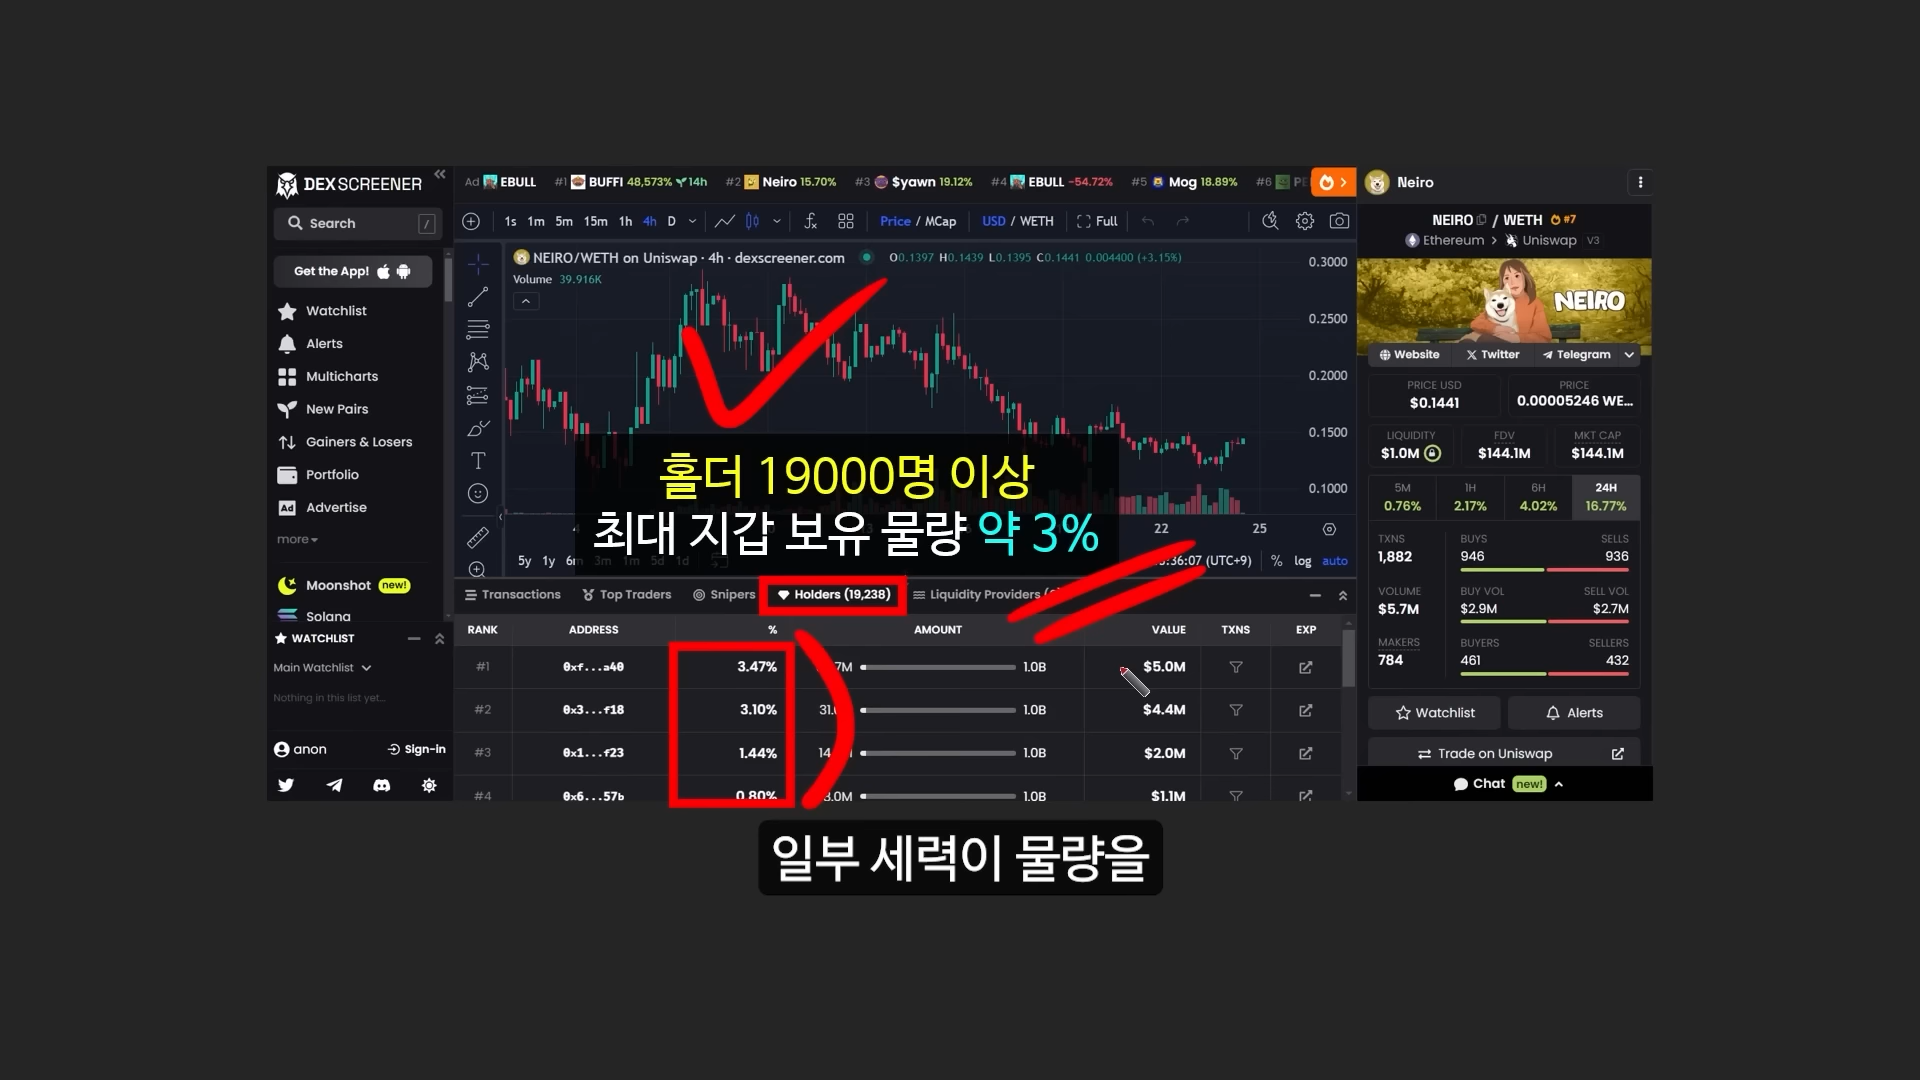 DEXSCREENER
Search /
Get the App!
Watchlist
Alerts
Multicharts
New Pairs
Gainers & Losers
Portfolio
Ad Advertise
more
Moonshot new!
Solana
WATCHLIST
Main Watchlist
Nothing in this list yet...
anon Sign-in
Ad EBULL #1 BUFFI 48,573% 14h #2 Neiro 15.70% #3 $yawn 19.12% #4 EBULL -54.72% #5 Mog 18.89% #6
1s 1m 5m 15m 1h 4h D Price / MCap USD / WETH Full
NEIRO/WETH on Uniswap · 4h · dexscreener.com O0.1397 H0.1439 L0.1395 C0.1441 0.004400 (+3.15%)
Volume 39.916K
0.3000
0.2500
0.2000
0.1500
0.1000
홀더 19000명 이상
최대 지갑 보유 물량 약 3%
22 25
5y 1y 6m 3m 1m 5d 1d :36:07 (UTC+9) % log auto
Transactions Top Traders Snipers Holders (19,238) Liquidity Providers
RANK ADDRESS % AMOUNT VALUE TXNS EXP
#1 0xf...a40 3.47% 1.0B $5.0M
#2 0x3...f18 3.10% 1.0B $4.4M
#3 0x1...f23 1.44% 1.0B $2.0M
#4 0x6...57b 0.80% 1.0B $1.1M
Neiro
NEIRO / WETH #7
Ethereum > Uniswap V3
NEIRO
Website Twitter Telegram
PRICE USD PRICE
$0.1441 0.00005246 WE...
LIQUIDITY FDV MKT CAP
$1.0M $144.1M $144.1M
5M 1H 6H 24H
0.76% 2.17% 4.02% 16.77%
TXNS BUYS SELLS
1,882 946 936
VOLUME BUY VOL SELL VOL
$5.7M $2.9M $2.7M
MAKERS BUYERS SELLERS
784 461 432
Watchlist Alerts
Trade on Uniswap
Chat new!
일부 세력이 물량을